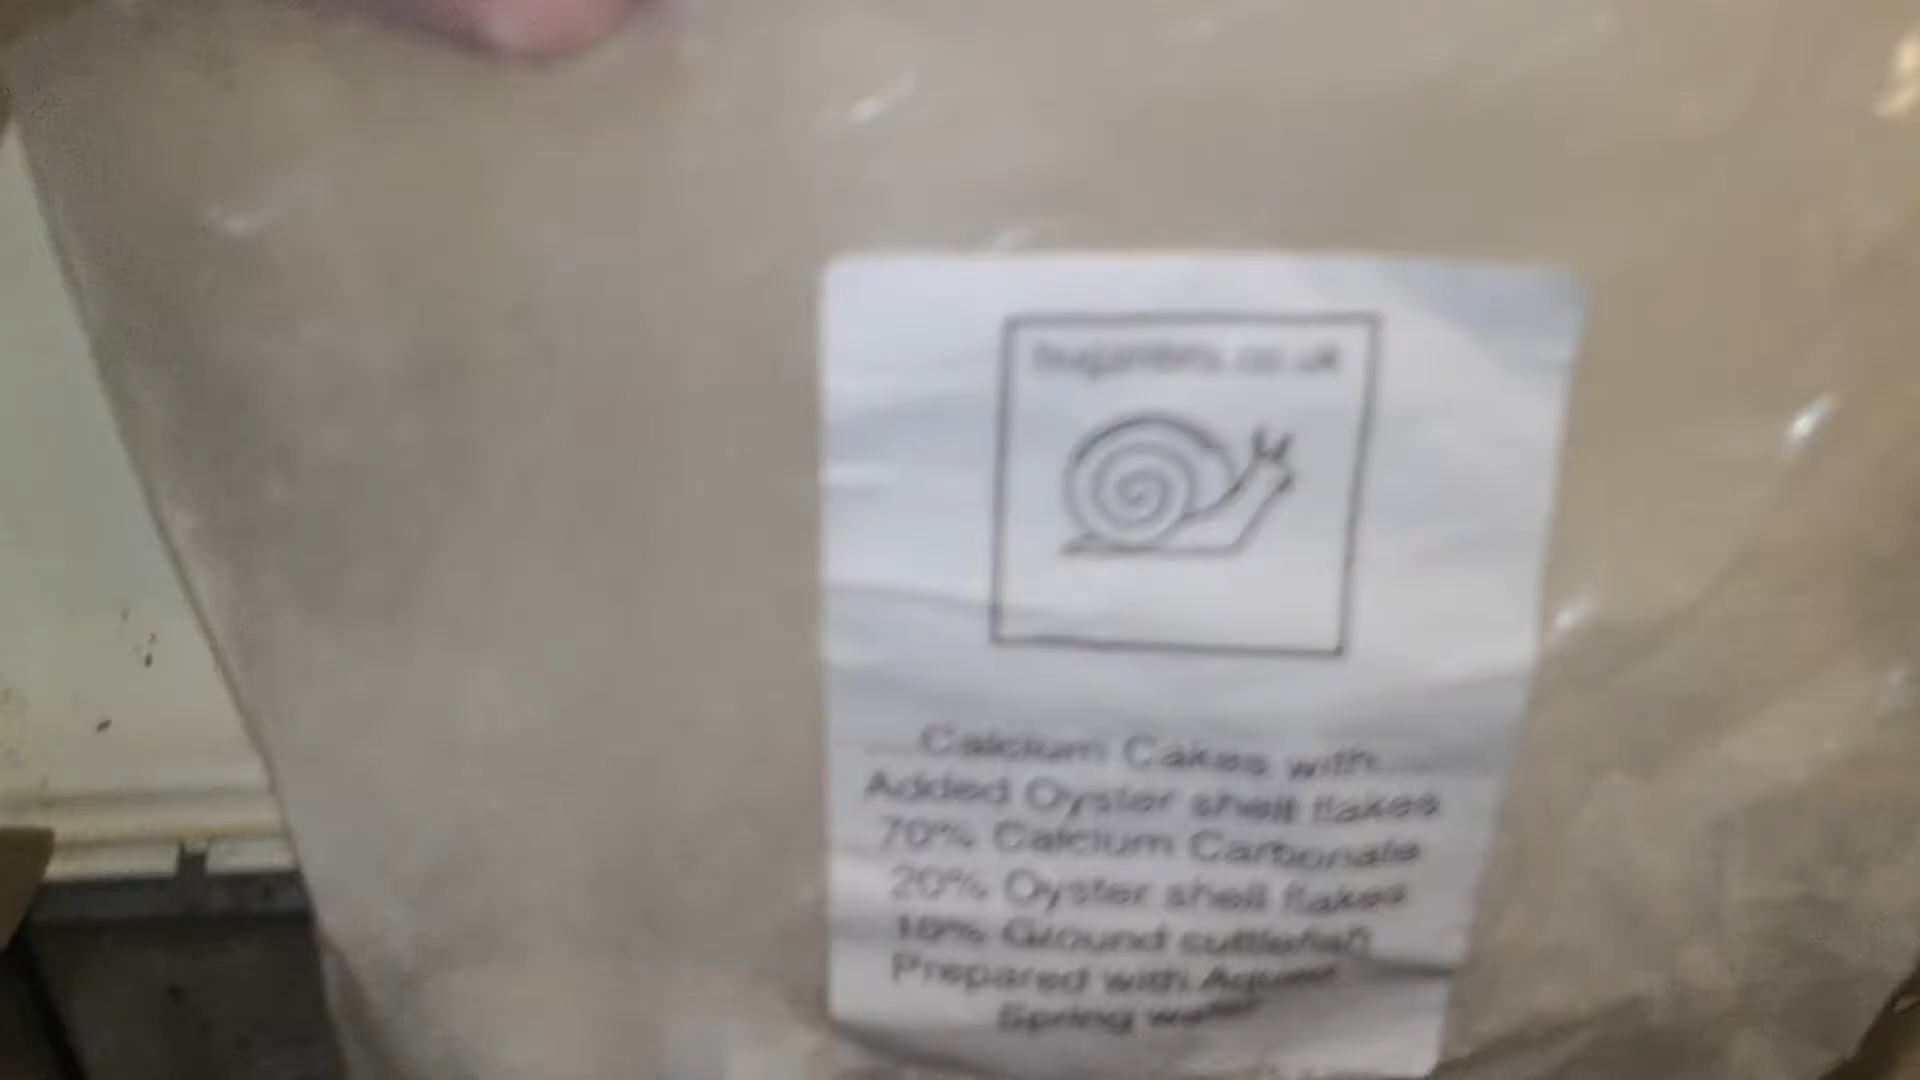 Calcium Cakes with
Added Oyster shell flakes
70% Calcium Carbonate
20% Oyster shell flakes
10% Ground cuttlefish
Prepared with
Spring water